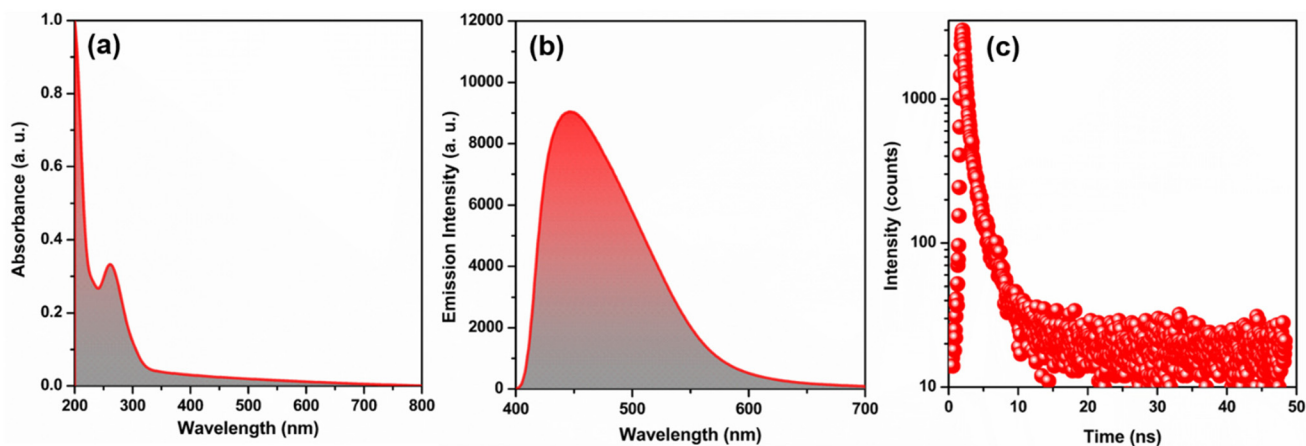 (a)
Absorbance (a. u.)
1.0
0.8
0.6
0.4
0.2
0.0
200 300 400 500 600 700 800
Wavelength (nm)
(b)
Emission Intensity (a. u.)
12000
10000
8000
6000
4000
2000
0
400 500 600 700
Wavelength (nm)
(c)
Intensity (counts)
1000
100
10
0 10 20 30 40 50
Time (ns)